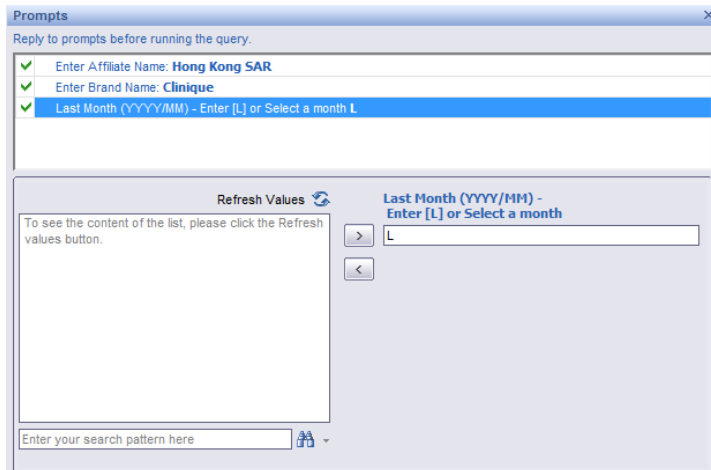 Prompts
Reply to prompts before running the query.
Enter Affiliate Name: Hong Kong SAR
Enter Brand Name: Clinique
Last Month (YYYY/MM) - Enter [L] or Select a month L
Refresh Values
To see the content of the list, please click the Refresh
values button.
Last Month (YYYY/MM) -
Enter [L] or Select a month
>
L
<
Enter your search pattern here